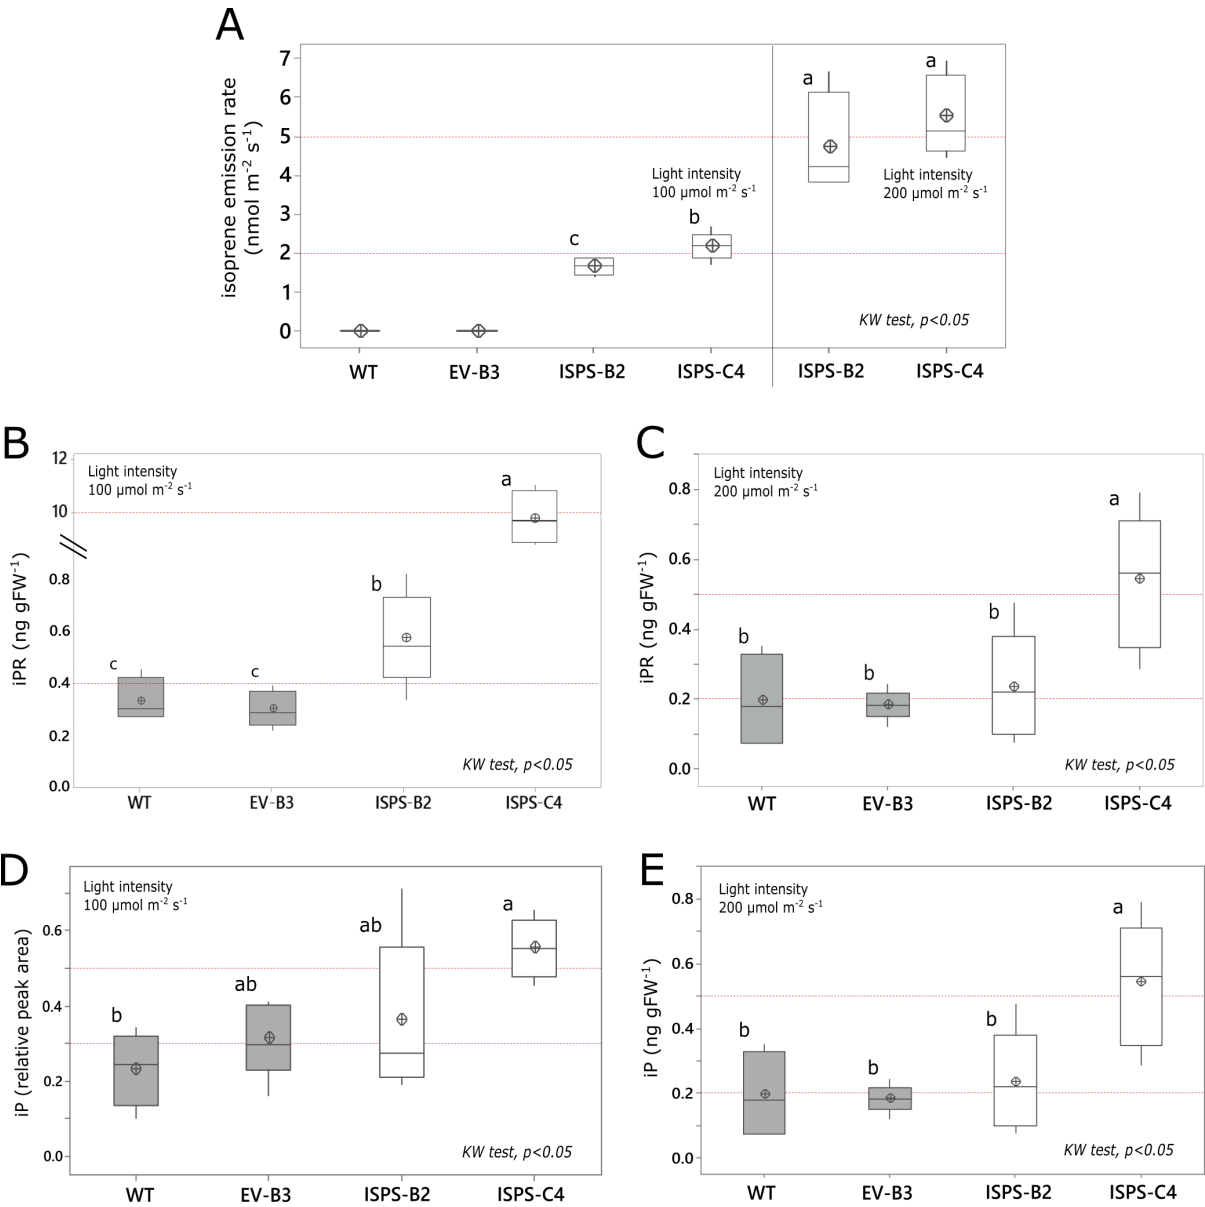 A
isoprene emission rate
(nmol m-2 s-1)
7
6
5
4
3
2
1
0
a
a
Light intensity
100 µmol m-2 s-1
Light intensity
200 µmol m-2 s-1
b
c
KW test, p<0.05
WT EV-B3 ISPS-B2 ISPS-C4 ISPS-B2 ISPS-C4
B
iPR (ng gFW-1)
12
10
0.8
0.6
0.4
0.2
0.0
Light intensity
100 µmol m-2 s-1
a
b
c
c
KW test, p<0.05
WT EV-B3 ISPS-B2 ISPS-C4
C
iPR (ng gFW-1)
0.8
0.6
0.4
0.2
0.0
Light intensity
200 µmol m-2 s-1
a
b
b
b
KW test, p<0.05
WT EV-B3 ISPS-B2 ISPS-C4
D
iP (relative peak area)
0.6
0.4
0.2
0.0
Light intensity
100 µmol m-2 s-1
a
ab
ab
b
KW test, p<0.05
WT EV-B3 ISPS-B2 ISPS-C4
E
iP (ng gFW-1)
0.8
0.6
0.4
0.2
0.0
Light intensity
200 µmol m-2 s-1
a
b
b
b
KW test, p<0.05
WT EV-B3 ISPS-B2 ISPS-C4